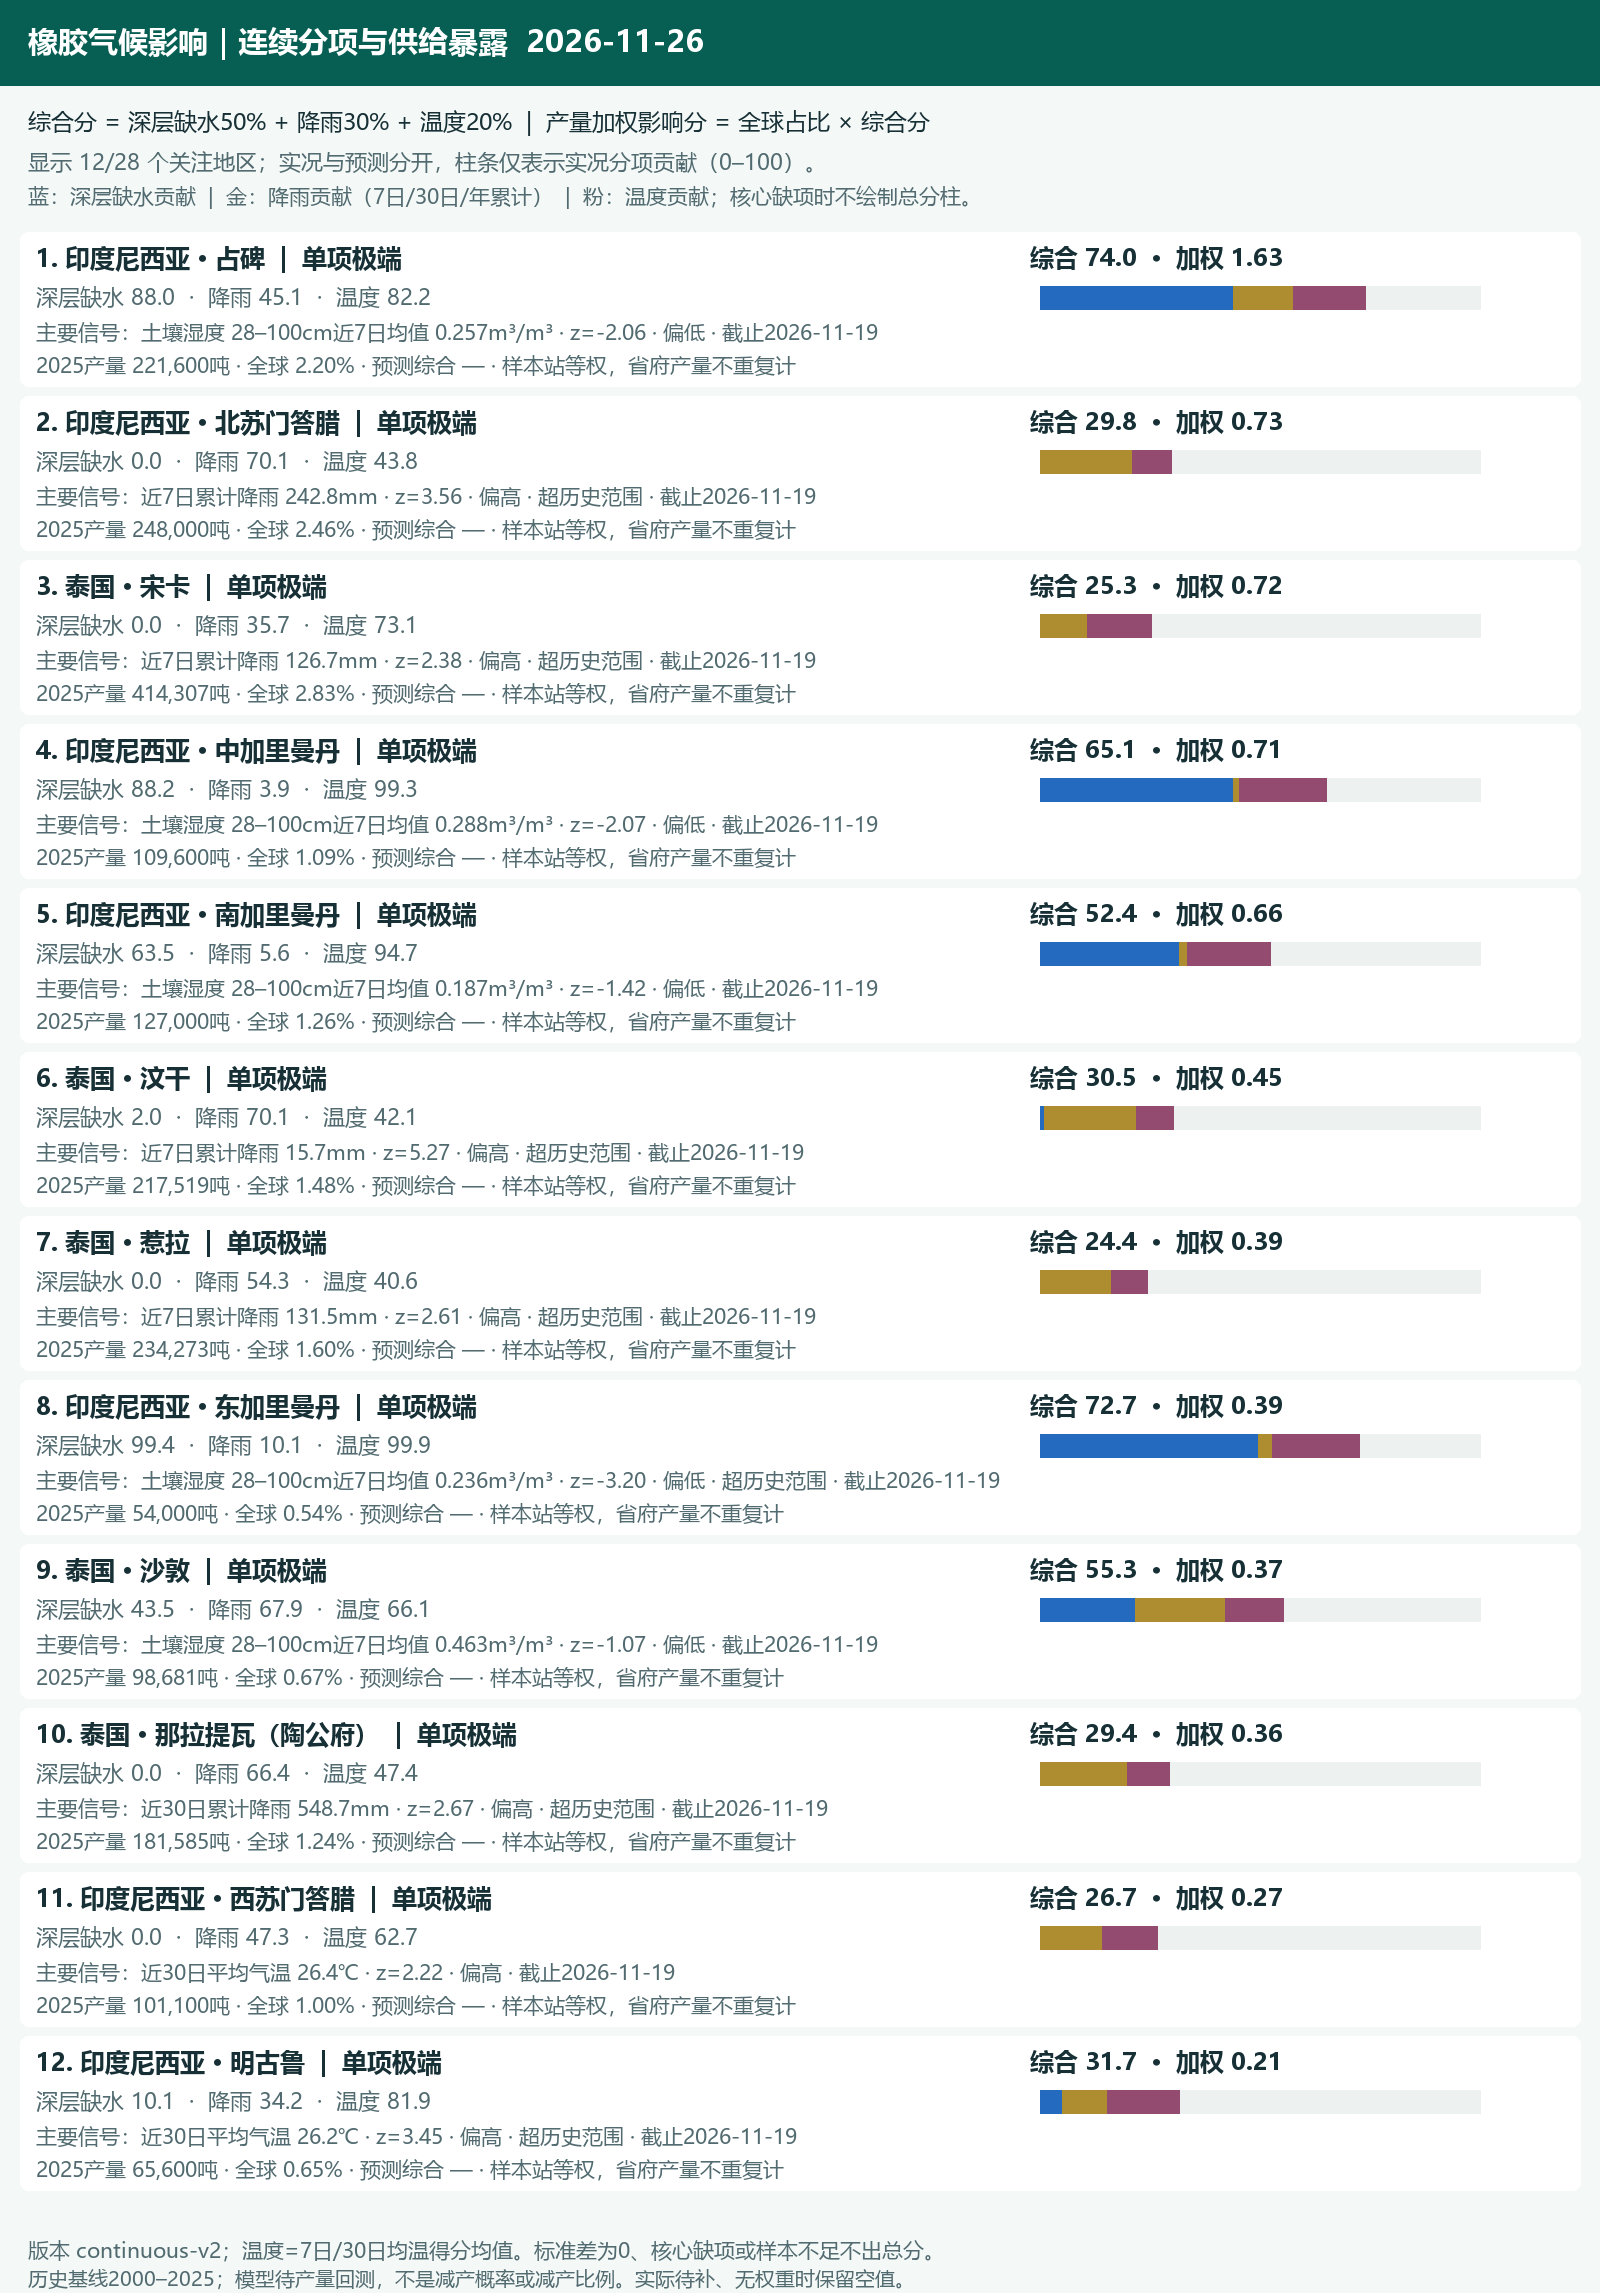 橡胶气候影响｜连续分项与供给暴露 2026-11-26
综合分 = 深层缺水50% + 降雨30% + 温度20% ｜ 产量加权影响分 = 全球占比 × 综合分
显示 12/28 个关注地区；实况与预测分开，柱条仅表示实况分项贡献（0–100）。
蓝：深层缺水贡献 ｜ 金：降雨贡献（7日/30日/年累计） ｜ 粉：温度贡献；核心缺项时不绘制总分柱。
1. 印度尼西亚・占碑 ｜ 单项极端
综合 74.0 • 加权 1.63
深层缺水 88.0 · 降雨 45.1 · 温度 82.2
主要信号：土壤湿度 28–100cm近7日均值 0.257m³/m³ · z=-2.06 · 偏低 · 截止2026-11-19
2025产量 221,600吨 · 全球 2.20% · 预测综合 — · 样本站等权，省府产量不重复计
2. 印度尼西亚・北苏门答腊 ｜ 单项极端
综合 29.8 • 加权 0.73
深层缺水 0.0 · 降雨 70.1 · 温度 43.8
主要信号：近7日累计降雨 242.8mm · z=3.56 · 偏高 · 超历史范围 · 截止2026-11-19
2025产量 248,000吨 · 全球 2.46% · 预测综合 — · 样本站等权，省府产量不重复计
3. 泰国・宋卡 ｜ 单项极端
综合 25.3 • 加权 0.72
深层缺水 0.0 · 降雨 35.7 · 温度 73.1
主要信号：近7日累计降雨 126.7mm · z=2.38 · 偏高 · 超历史范围 · 截止2026-11-19
2025产量 414,307吨 · 全球 2.83% · 预测综合 — · 样本站等权，省府产量不重复计
4. 印度尼西亚・中加里曼丹 ｜ 单项极端
综合 65.1 • 加权 0.71
深层缺水 88.2 · 降雨 3.9 · 温度 99.3
主要信号：土壤湿度 28–100cm近7日均值 0.288m³/m³ · z=-2.07 · 偏低 · 截止2026-11-19
2025产量 109,600吨 · 全球 1.09% · 预测综合 — · 样本站等权，省府产量不重复计
5. 印度尼西亚・南加里曼丹 ｜ 单项极端
综合 52.4 • 加权 0.66
深层缺水 63.5 · 降雨 5.6 · 温度 94.7
主要信号：土壤湿度 28–100cm近7日均值 0.187m³/m³ · z=-1.42 · 偏低 · 截止2026-11-19
2025产量 127,000吨 · 全球 1.26% · 预测综合 — · 样本站等权，省府产量不重复计
6. 泰国・汶干 ｜ 单项极端
综合 30.5 • 加权 0.45
深层缺水 2.0 · 降雨 70.1 · 温度 42.1
主要信号：近7日累计降雨 15.7mm · z=5.27 · 偏高 · 超历史范围 · 截止2026-11-19
2025产量 217,519吨 · 全球 1.48% · 预测综合 — · 样本站等权，省府产量不重复计
7. 泰国・惹拉 ｜ 单项极端
综合 24.4 • 加权 0.39
深层缺水 0.0 · 降雨 54.3 · 温度 40.6
主要信号：近7日累计降雨 131.5mm · z=2.61 · 偏高 · 超历史范围 · 截止2026-11-19
2025产量 234,273吨 · 全球 1.60% · 预测综合 — · 样本站等权，省府产量不重复计
8. 印度尼西亚・东加里曼丹 ｜ 单项极端
综合 72.7 • 加权 0.39
深层缺水 99.4 · 降雨 10.1 · 温度 99.9
主要信号：土壤湿度 28–100cm近7日均值 0.236m³/m³ · z=-3.20 · 偏低 · 超历史范围 · 截止2026-11-19
2025产量 54,000吨 · 全球 0.54% · 预测综合 — · 样本站等权，省府产量不重复计
9. 泰国・沙敦 ｜ 单项极端
综合 55.3 • 加权 0.37
深层缺水 43.5 · 降雨 67.9 · 温度 66.1
主要信号：土壤湿度 28–100cm近7日均值 0.463m³/m³ · z=-1.07 · 偏低 · 截止2026-11-19
2025产量 98,681吨 · 全球 0.67% · 预测综合 — · 样本站等权，省府产量不重复计
10. 泰国・那拉提瓦（陶公府） ｜ 单项极端
综合 29.4 • 加权 0.36
深层缺水 0.0 · 降雨 66.4 · 温度 47.4
主要信号：近30日累计降雨 548.7mm · z=2.67 · 偏高 · 超历史范围 · 截止2026-11-19
2025产量 181,585吨 · 全球 1.24% · 预测综合 — · 样本站等权，省府产量不重复计
11. 印度尼西亚・西苏门答腊 ｜ 单项极端
综合 26.7 • 加权 0.27
深层缺水 0.0 · 降雨 47.3 · 温度 62.7
主要信号：近30日平均气温 26.4℃ · z=2.22 · 偏高 · 截止2026-11-19
2025产量 101,100吨 · 全球 1.00% · 预测综合 — · 样本站等权，省府产量不重复计
12. 印度尼西亚・明古鲁 ｜ 单项极端
综合 31.7 • 加权 0.21
深层缺水 10.1 · 降雨 34.2 · 温度 81.9
主要信号：近30日平均气温 26.2℃ · z=3.45 · 偏高 · 超历史范围 · 截止2026-11-19
2025产量 65,600吨 · 全球 0.65% · 预测综合 — · 样本站等权，省府产量不重复计
版本 continuous-v2；温度=7日/30日均温得分均值。标准差为0、核心缺项或样本不足不出总分。
历史基线2000–2025；模型待产量回测，不是减产概率或减产比例。实际待补、无权重时保留空值。